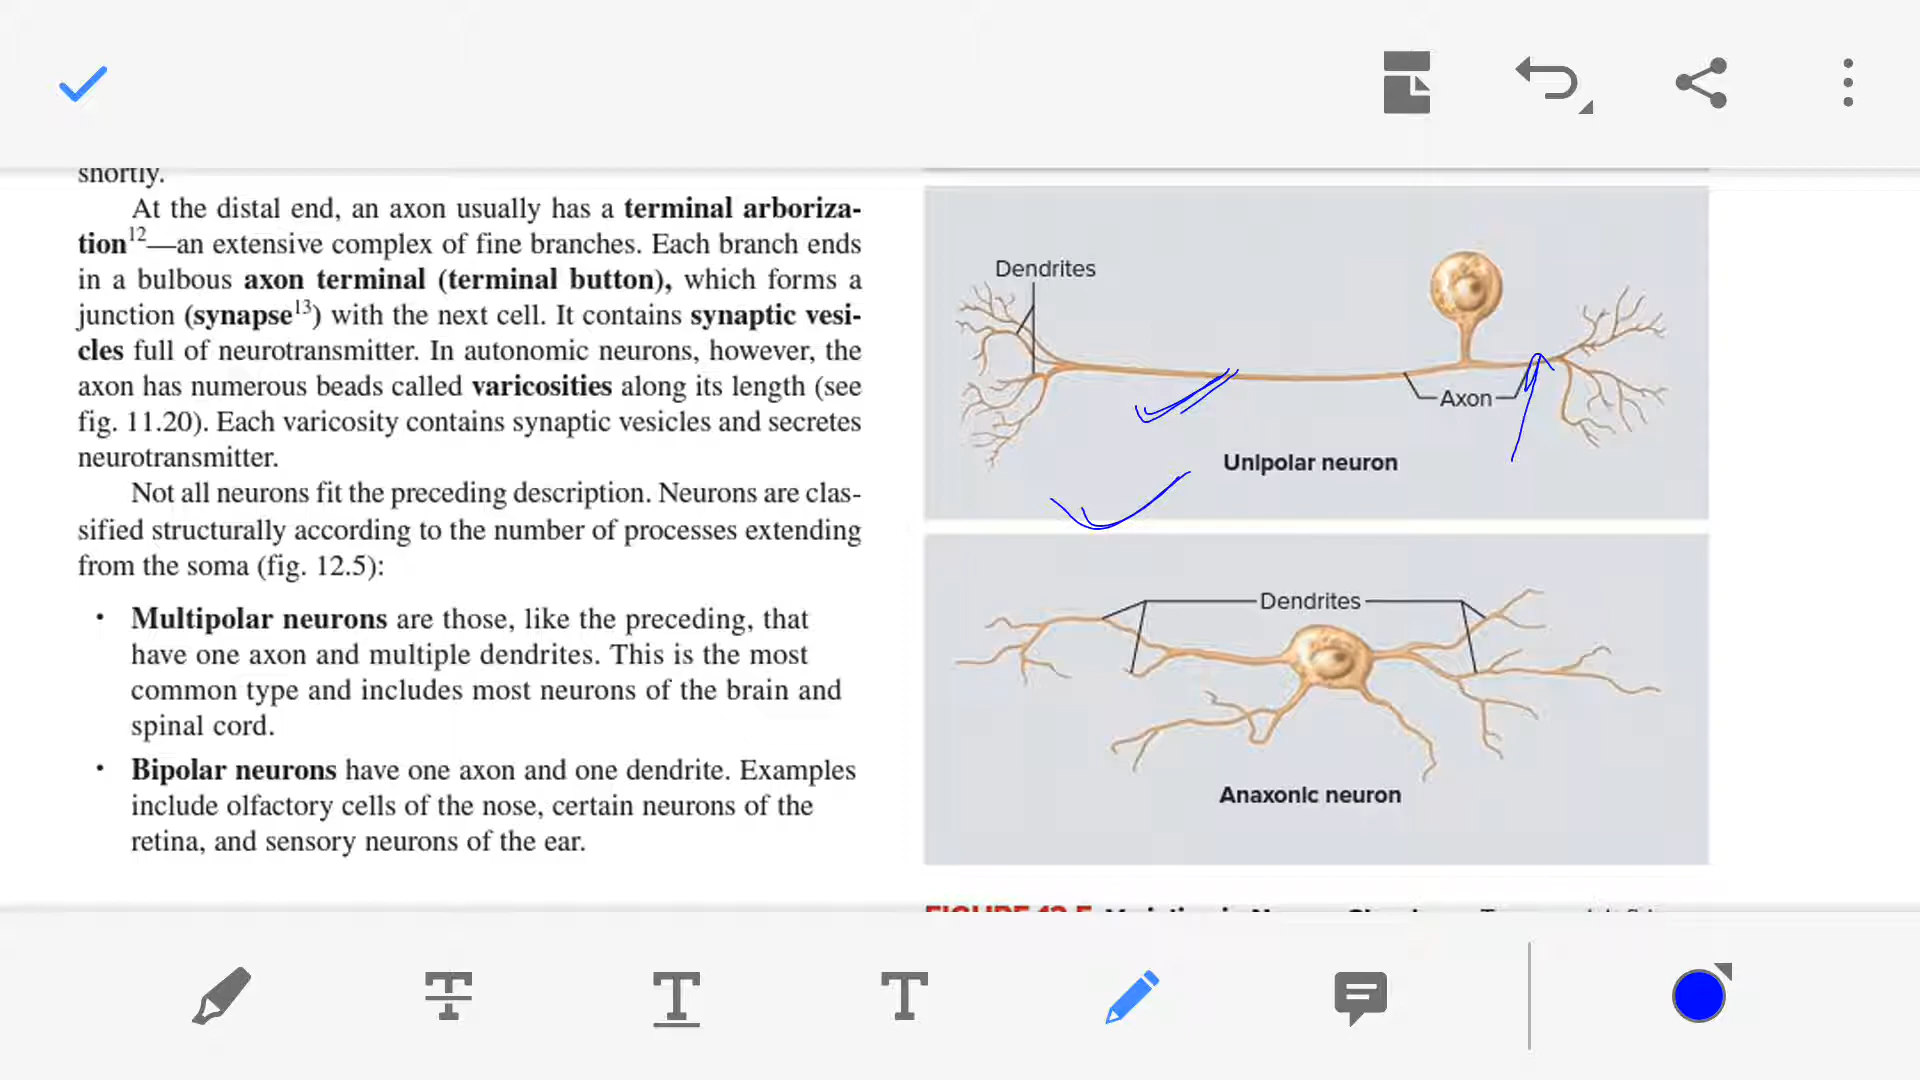 shortly.
At the distal end, an axon usually has a terminal arboriza-
tion12—an extensive complex of fine branches. Each branch ends
in a bulbous axon terminal (terminal button), which forms a
junction (synapse13) with the next cell. It contains synaptic vesi-
cles full of neurotransmitter. In autonomic neurons, however, the
axon has numerous beads called varicosities along its length (see
fig. 11.20). Each varicosity contains synaptic vesicles and secretes
neurotransmitter.
Not all neurons fit the preceding description. Neurons are clas-
sified structurally according to the number of processes extending
from the soma (fig. 12.5):
• Multipolar neurons are those, like the preceding, that
have one axon and multiple dendrites. This is the most
common type and includes most neurons of the brain and
spinal cord.
• Bipolar neurons have one axon and one dendrite. Examples
include olfactory cells of the nose, certain neurons of the
retina, and sensory neurons of the ear.
Dendrites
Axon
Unipolar neuron
Dendrites
Anaxonic neuron
FIGURE 12.5